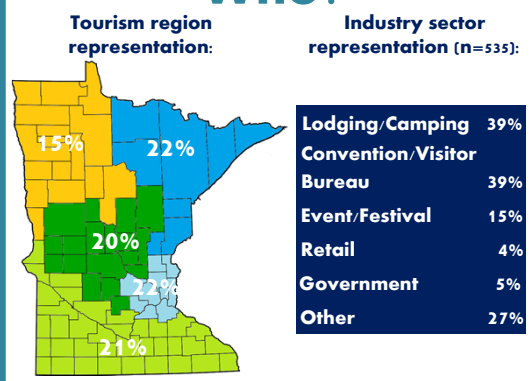 Tourism region
representation:
Industry sector
representation (n=535):
15%
22%
20%
22%
21%
Lodging/Camping 39%
Convention/Visitor
Bureau 39%
Event/Festival 15%
Retail 4%
Government 5%
Other 27%